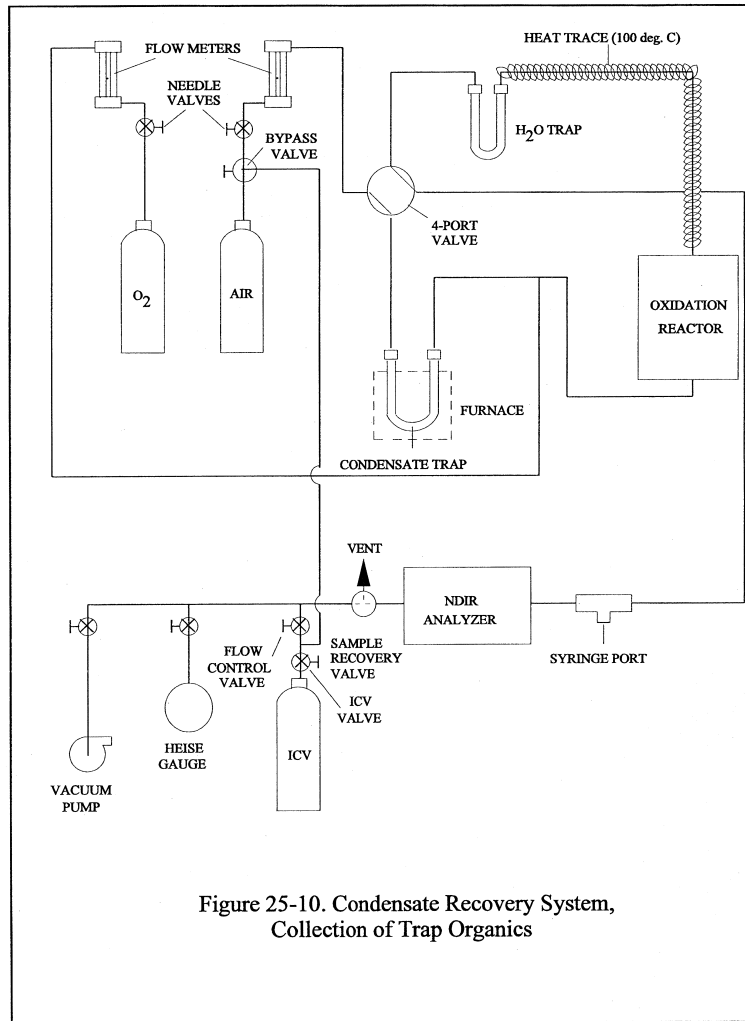 HEAT TRACE (100 deg. C)
FLOW METERS
NEEDLE
VALVES
H2O TRAP
BYPASS
VALVE
4-PORT
VALVE
O2
AIR
OXIDATION
REACTOR
FURNACE
CONDENSATE TRAP
VENT
NDIR
ANALYZER
SYRINGE PORT
FLOW
CONTROL
VALVE
SAMPLE
RECOVERY
VALVE
ICV
VALVE
HEISE
GAUGE
ICV
VACUUM
PUMP
Figure 25-10. Condensate Recovery System,
Collection of Trap Organics